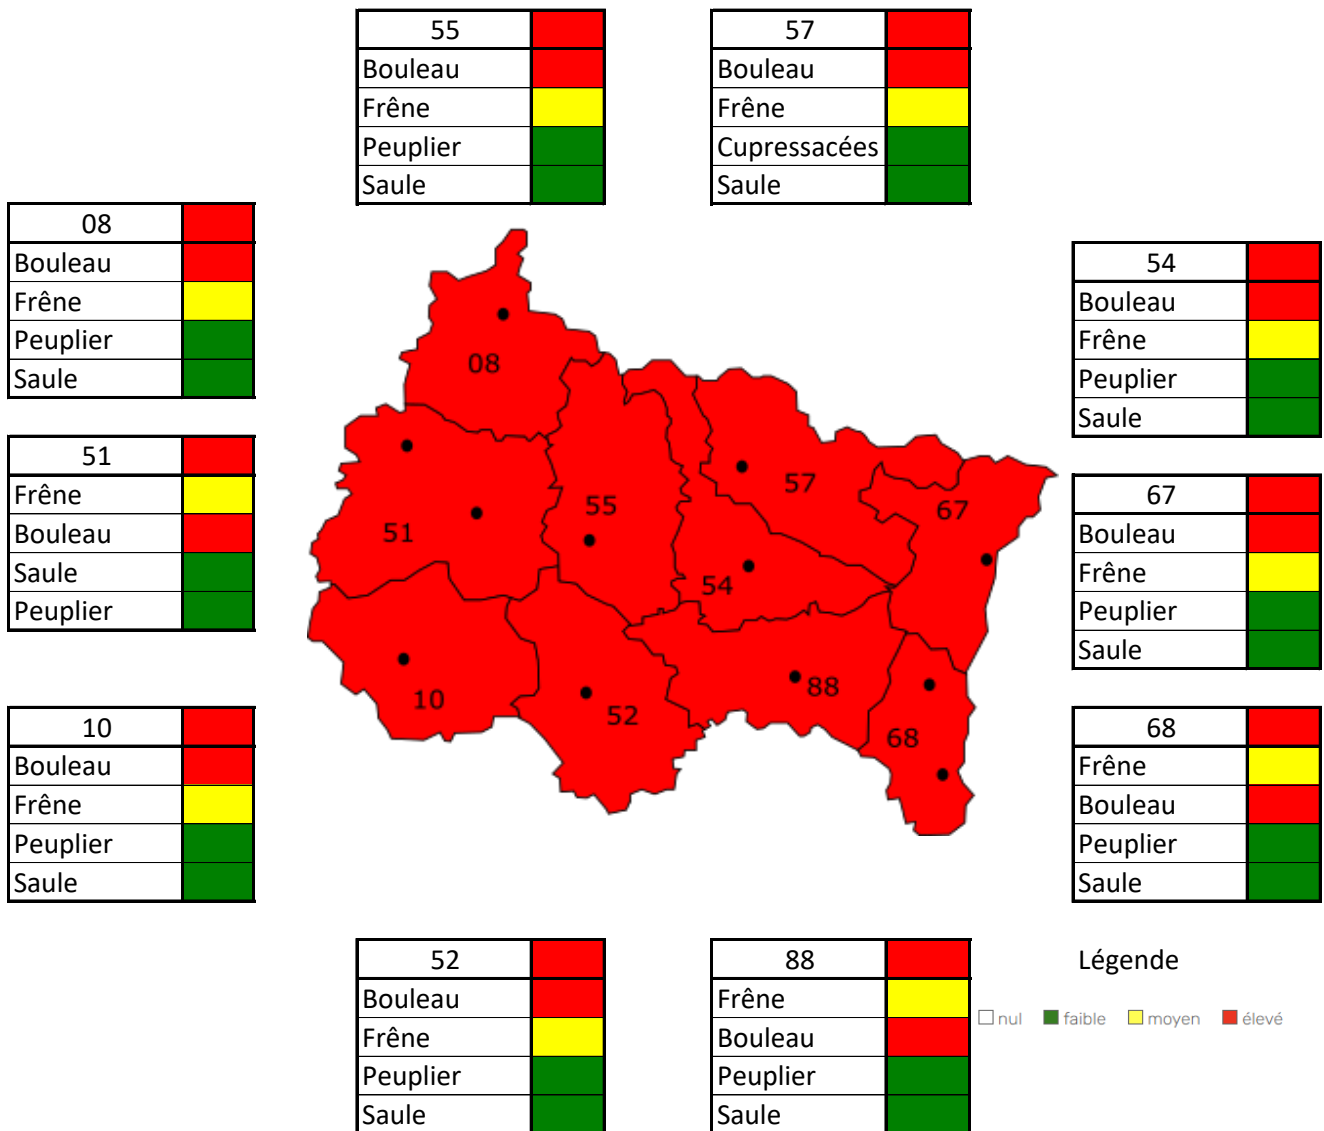 55
Bouleau
Frêne
Peuplier
Saule
57
Bouleau
Frêne
Cupressacées
Saule
08
Bouleau
Frêne
Peuplier
Saule
51
Frêne
Bouleau
Saule
Peuplier
10
Bouleau
Frêne
Peuplier
Saule
08
57
55
67
51
54
88
10
52
68
54
Bouleau
Frêne
Peuplier
Saule
67
Bouleau
Frêne
Peuplier
Saule
68
Frêne
Bouleau
Peuplier
Saule
52
Bouleau
Frêne
Peuplier
Saule
88
Frêne
Bouleau
Peuplier
Saule
Légende
nul faible moyen élevé